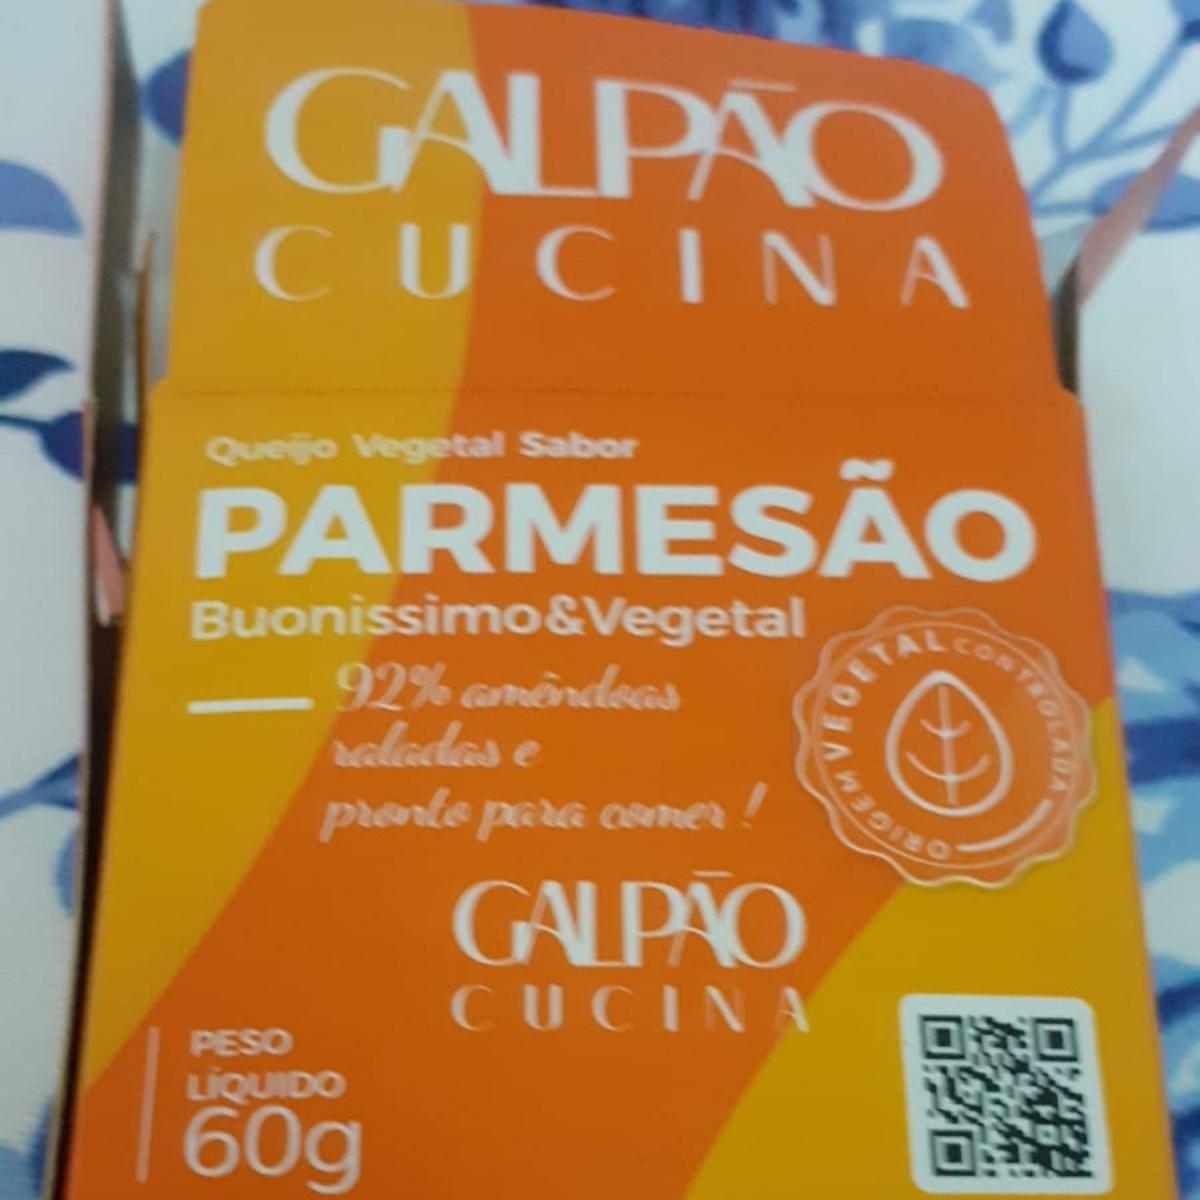 GALPÃO
CUCINA
Queijo Vegetal Sabor
PARMESÃO
Buonissimo&Vegetal
92% amêndoas
raladas e
pronto para comer !
ORIGEM VEGETAL CONTROLADA
GALPÃO
CUCINA
PESO
LÍQUIDO
60g